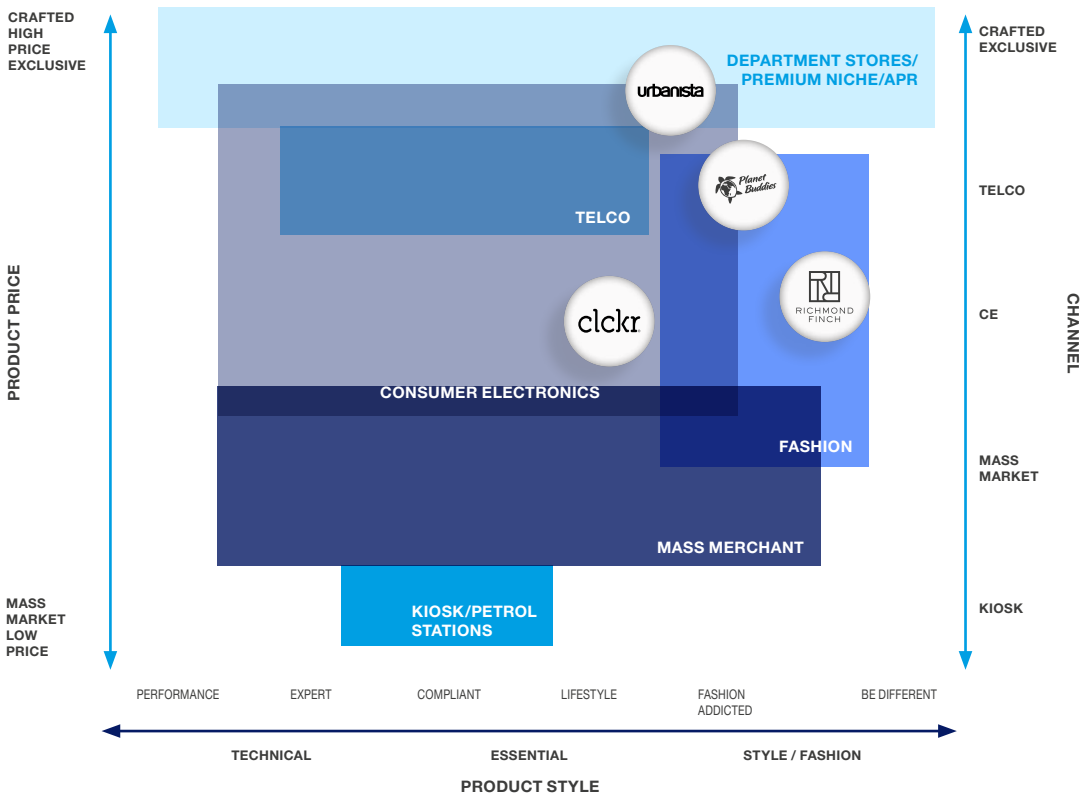 CRAFTED
HIGH
PRICE
EXCLUSIVE
CRAFTED
EXCLUSIVE
DEPARTMENT STORES/
PREMIUM NICHE/APR
urbanista
Planet
Buddies
TELCO
TELCO
PRODUCT PRICE
RICHMOND
FINCH
clckr
CE
CHANNEL
CONSUMER ELECTRONICS
FASHION
MASS
MARKET
MASS MERCHANT
MASS
MARKET
LOW
PRICE
KIOSK/PETROL
STATIONS
KIOSK
PERFORMANCE
EXPERT
COMPLIANT
LIFESTYLE
FASHION
ADDICTED
BE DIFFERENT
TECHNICAL
ESSENTIAL
STYLE / FASHION
PRODUCT STYLE